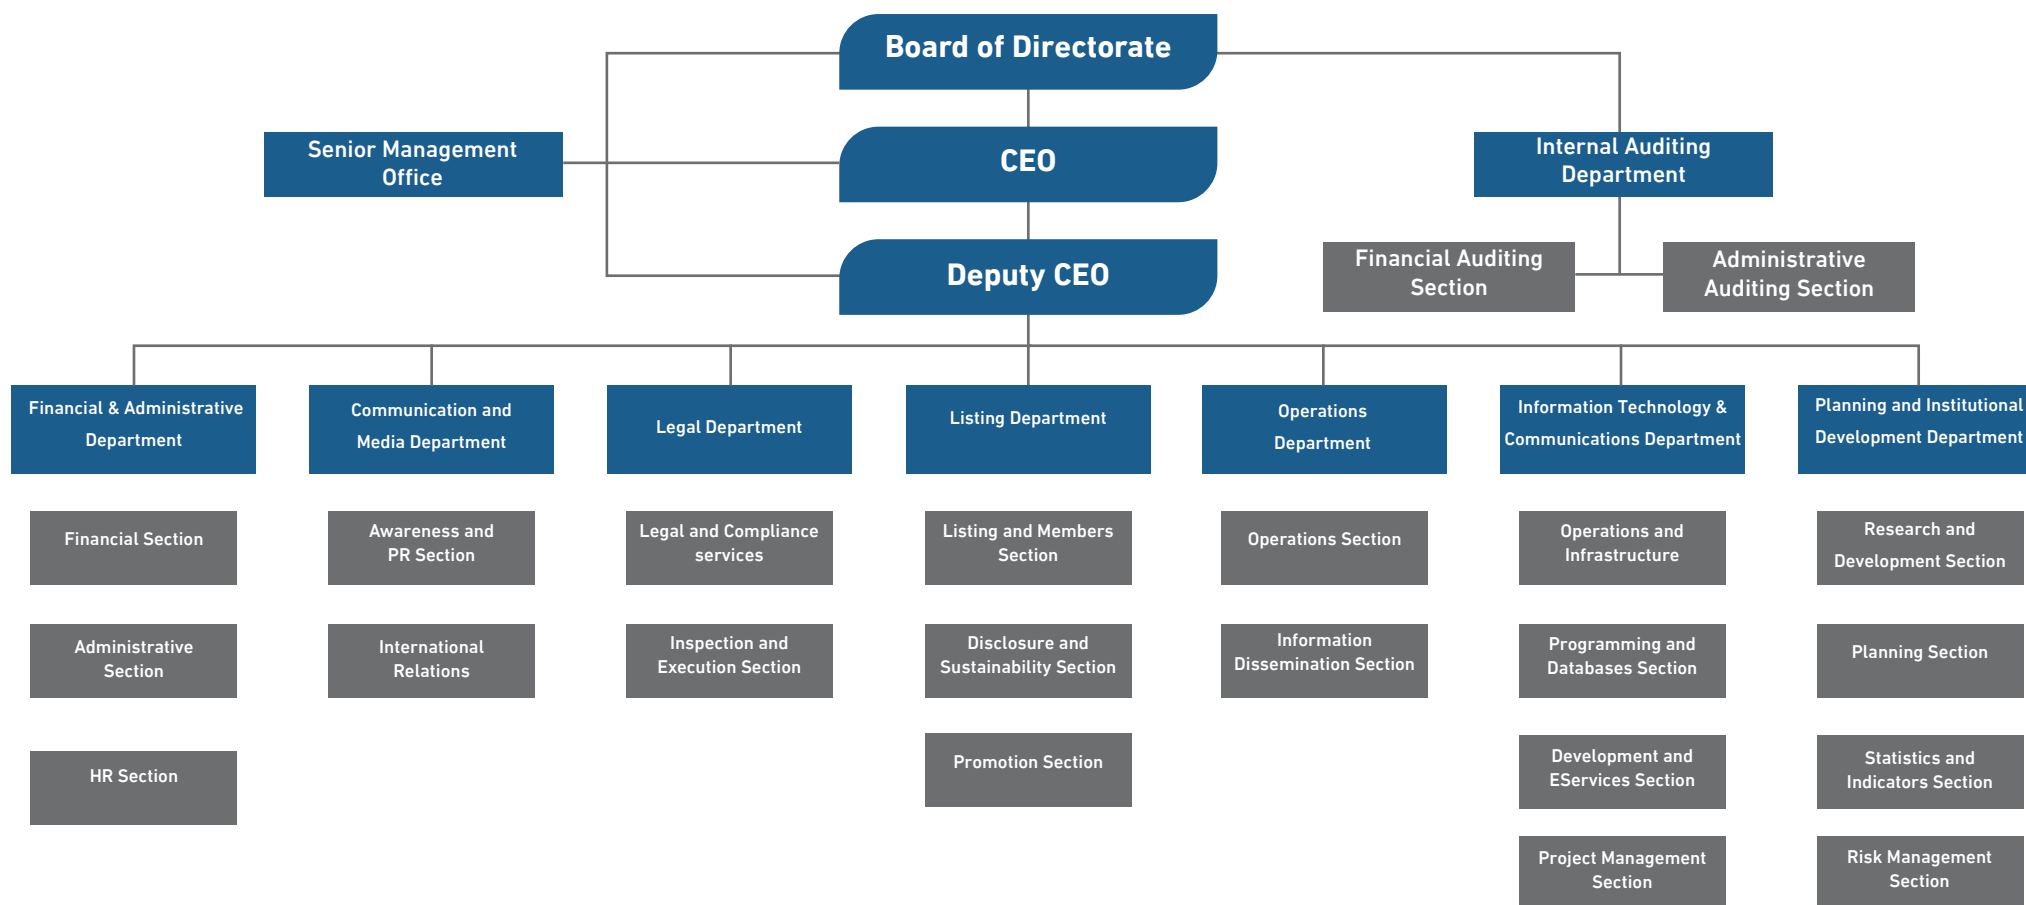 Board of Directorate
Senior Management
Office
CEO
Internal Auditing
Department
Deputy CEO
Financial Auditing
Section
Administrative
Auditing Section
Financial & Administrative
Department
Communication and
Media Department
Legal Department
Listing Department
Operations
Department
Information Technology &
Communications Department
Planning and Institutional
Development Department
Financial Section
Awareness and
PR Section
Legal and Compliance
services
Listing and Members
Section
Operations Section
Operations and
Infrastructure
Research and
Development Section
Administrative
Section
International
Relations
Inspection and
Execution Section
Disclosure and
Sustainability Section
Information
Dissemination Section
Programming and
Databases Section
Planning Section
HR Section
Promotion Section
Development and
EServices Section
Statistics and
Indicators Section
Project Management
Section
Risk Management
Section